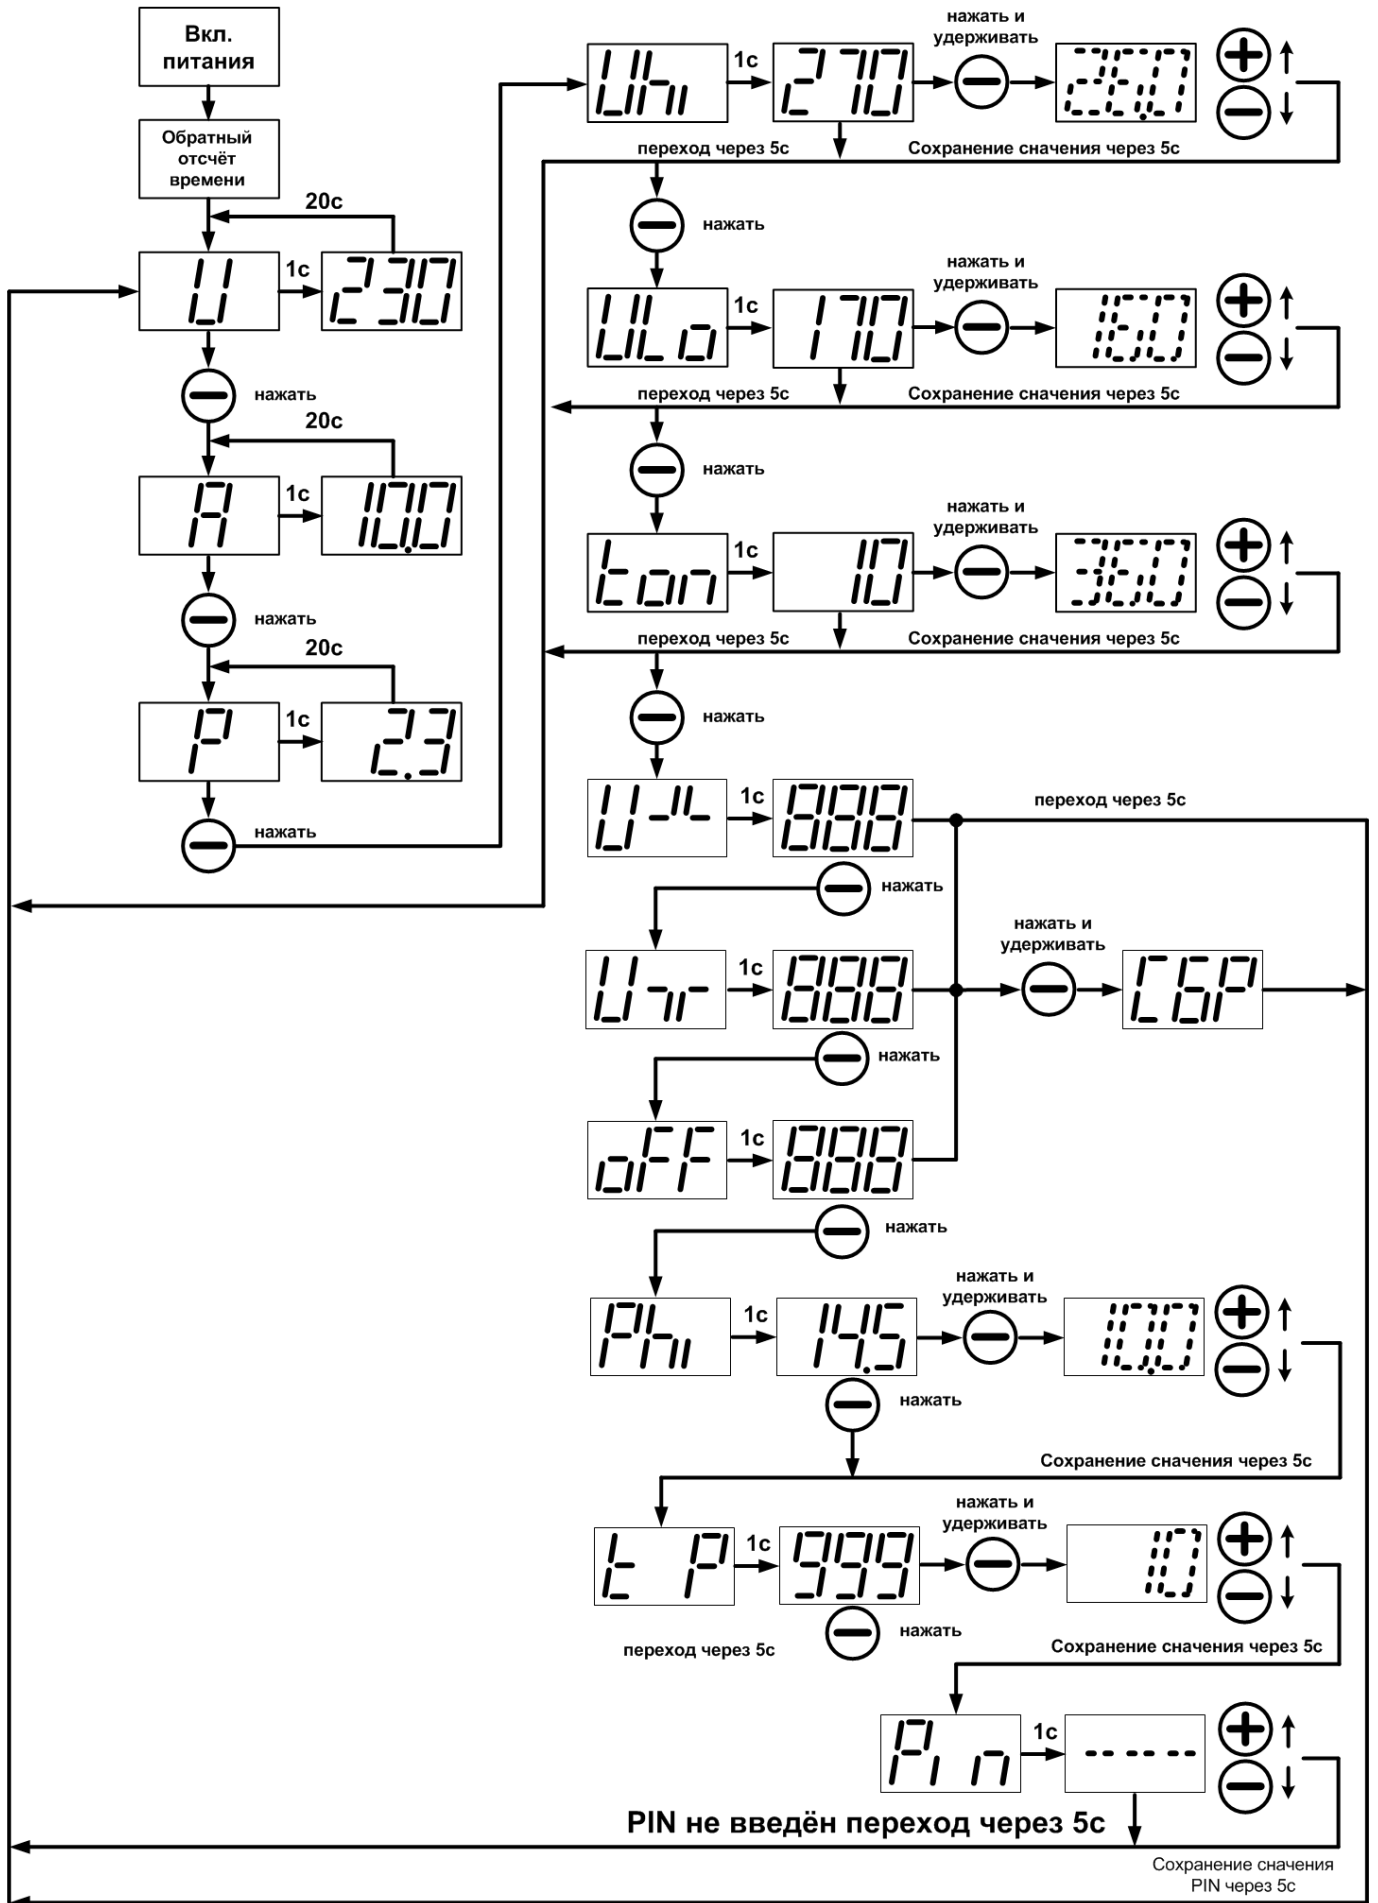 Вкл.
питания
Обратный
отсчёт
времени
20с
U
1с
230
нажать
20с
A
1с
10.0
нажать
20с
P
1с
2.3
нажать
Uhi
1с
270
нажать и
удерживать
26.0
переход через 5с
Сохранение сначения через 5с
нажать
ULo
1с
170
нажать и
удерживать
160
переход через 5с
Сохранение сначения через 5с
нажать
ton
1с
10
нажать и
удерживать
360
переход через 5с
Сохранение сначения через 5с
нажать
1с
888
переход через 5с
нажать
1с
888
нажать и
удерживать
нажать
oFF
1с
888
нажать
Phi
1с
14.5
нажать и
удерживать
10.0
нажать
Сохранение сначения через 5с
t P
1с
999
нажать и
удерживать
10
нажать
переход через 5с
Сохранение сначения через 5с
Pin
1с
------
PIN не введён переход через 5с
Сохранение сначения
PIN через 5с